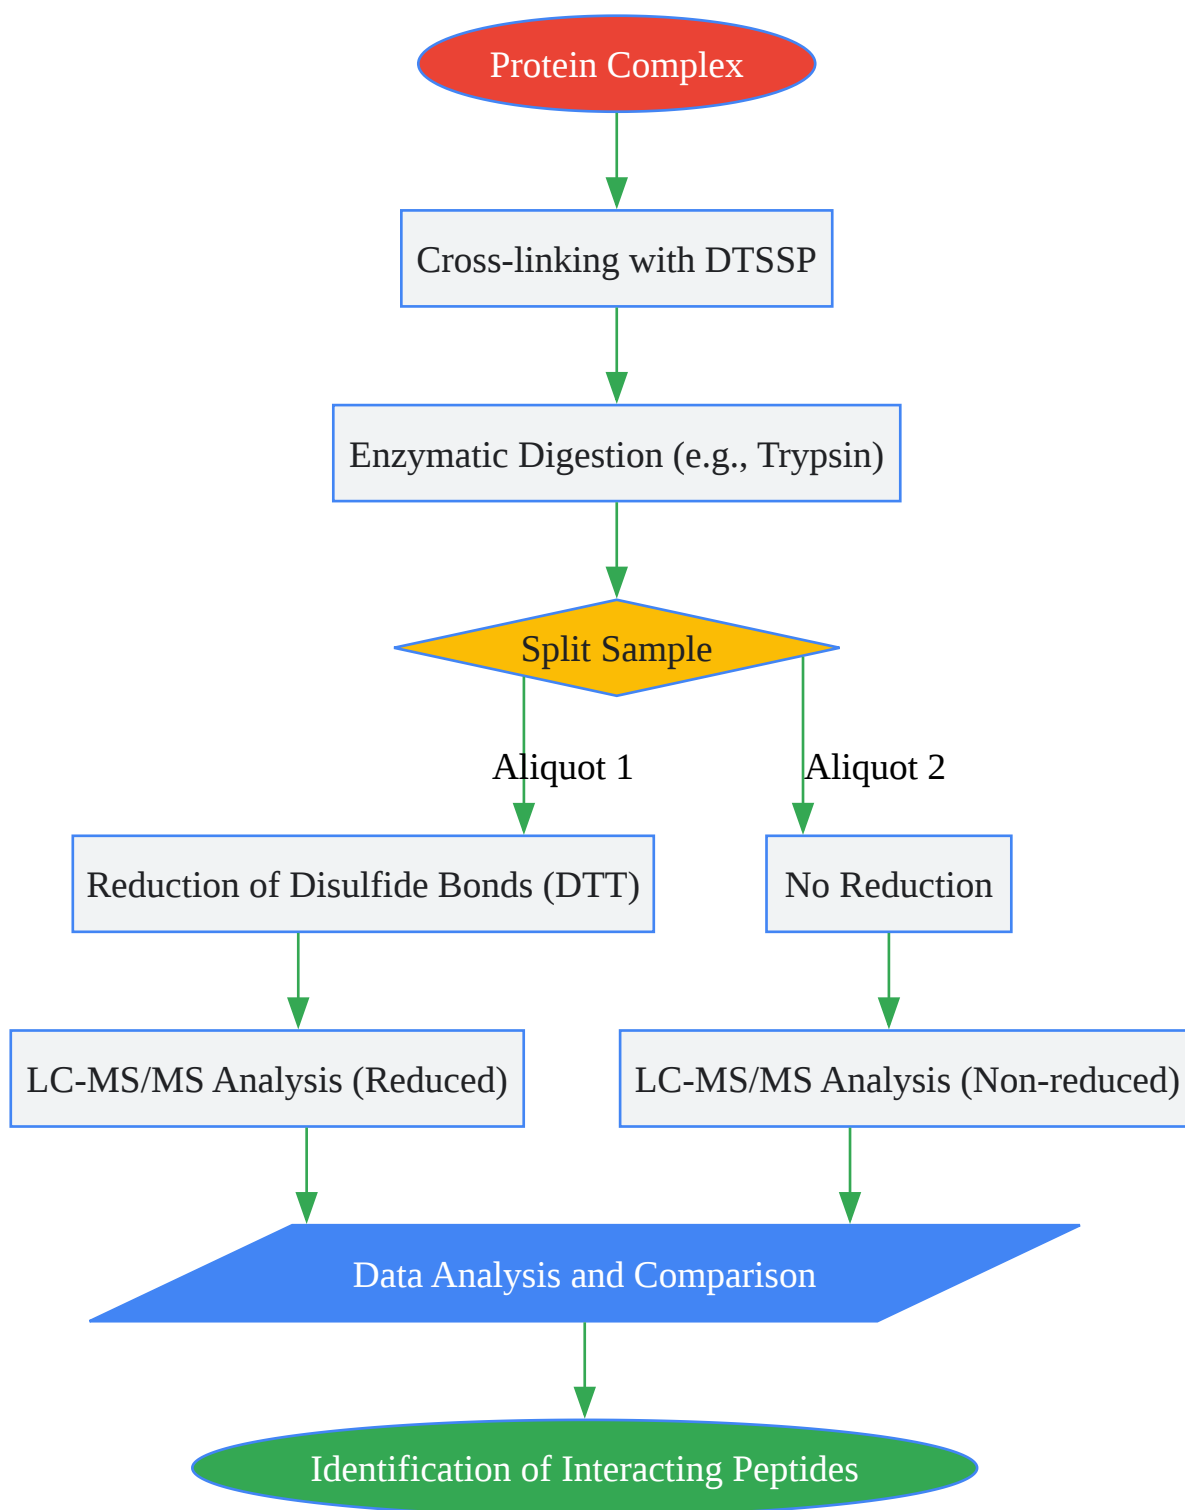 Protein Complex
Cross-linking with DTSSP
Enzymatic Digestion (e.g., Trypsin)
Split Sample
Aliquot 1
Aliquot 2
Reduction of Disulfide Bonds (DTT)
No Reduction
LC-MS/MS Analysis (Reduced)
LC-MS/MS Analysis (Non-reduced)
Data Analysis and Comparison
Identification of Interacting Peptides